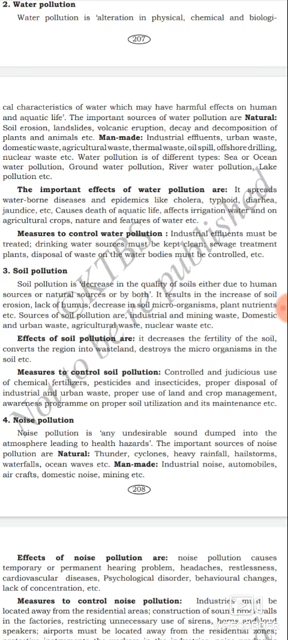 2. Water pollution
Water pollution is ‘alteration in physical, chemical and biologi-
207
cal characteristics of water which may have harmful effects on human
and aquatic life’. The important sources of water pollution are Natural:
Soil erosion, landslides, volcanic eruption, decay and decomposition of
plants and animals etc. Man-made: Industrial effluents, urban waste,
domestic waste, agricultural waste, thermal waste, oil spill, offshore drilling,
nuclear waste etc. Water pollution is of different types: Sea or Ocean
water pollution, Ground water pollution, River water pollution, Lake
pollution etc.
The important effects of water pollution are: It spreads
water-borne diseases and epidemics like cholera, typhoid, diarrhea,
jaundice, etc, Causes death of aquatic life, affects irrigation water and on
agricultural crops, nature and features of water etc.
Measures to control water pollution : Industrial effluents must be
treated; drinking water sources must be kept clean; sewage treatment
plants, disposal of waste on the water bodies must be controlled, etc.
3. Soil pollution
Soil pollution is ‘decrease in the quality of soils either due to human
sources or natural sources or by both’. It results in the increase of soil
erosion, lack of humus, decrease in soil micro-organisms, plant nutrients
etc. Sources of soil pollution are, industrial and mining waste, Domestic
and urban waste, agricultural waste, nuclear waste etc.
Effects of soil pollution are: it decreases the fertility of the soil,
converts the region into wasteland, destroys the micro organisms in the
soil etc.
Measures to control soil pollution: Controlled and judicious use
of chemical fertilizers, pesticides and insecticides, proper disposal of
industrial and urban waste, proper use of land and crop management,
awareness programme on proper soil utilization and its maintenance etc.
4. Noise pollution
Noise pollution is ‘any undesirable sound dumped into the
atmosphere leading to health hazards’. The important sources of noise
pollution are Natural: Thunder, cyclones, heavy rainfall, hailstorms,
waterfalls, ocean waves etc. Man-made: Industrial noise, automobiles,
air crafts, domestic noise, mining etc.
208
Effects of noise pollution are: noise pollution causes
temporary or permanent hearing problem, headaches, restlessness,
cardiovascular diseases, Psychological disorder, behavioural changes,
lack of concentration, etc.
Measures to control noise pollution: Industries must be
located away from the residential areas; construction of sound
in the factories, restricting unnecessary use of sirens, horns and loud
speakers; airports must be located away from the residential zones;
©KTBS
Not to be republished